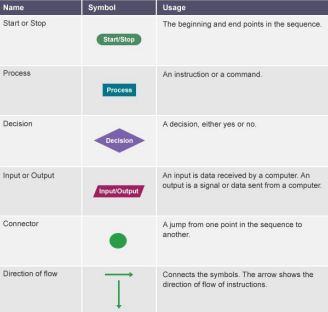 Name Symbol Usage
Start or Stop
Start/Stop
The beginning and end points in the sequence.
Process
Process
An instruction or a command.
Decision
Decision
A decision, either yes or no.
Input or Output
Input/Output
An input is data received by a computer. An
output is a signal or data sent from a computer.
Connector
A jump from one point in the sequence to
another.
Direction of flow
Connects the symbols. The arrow shows the
direction of flow of instructions.